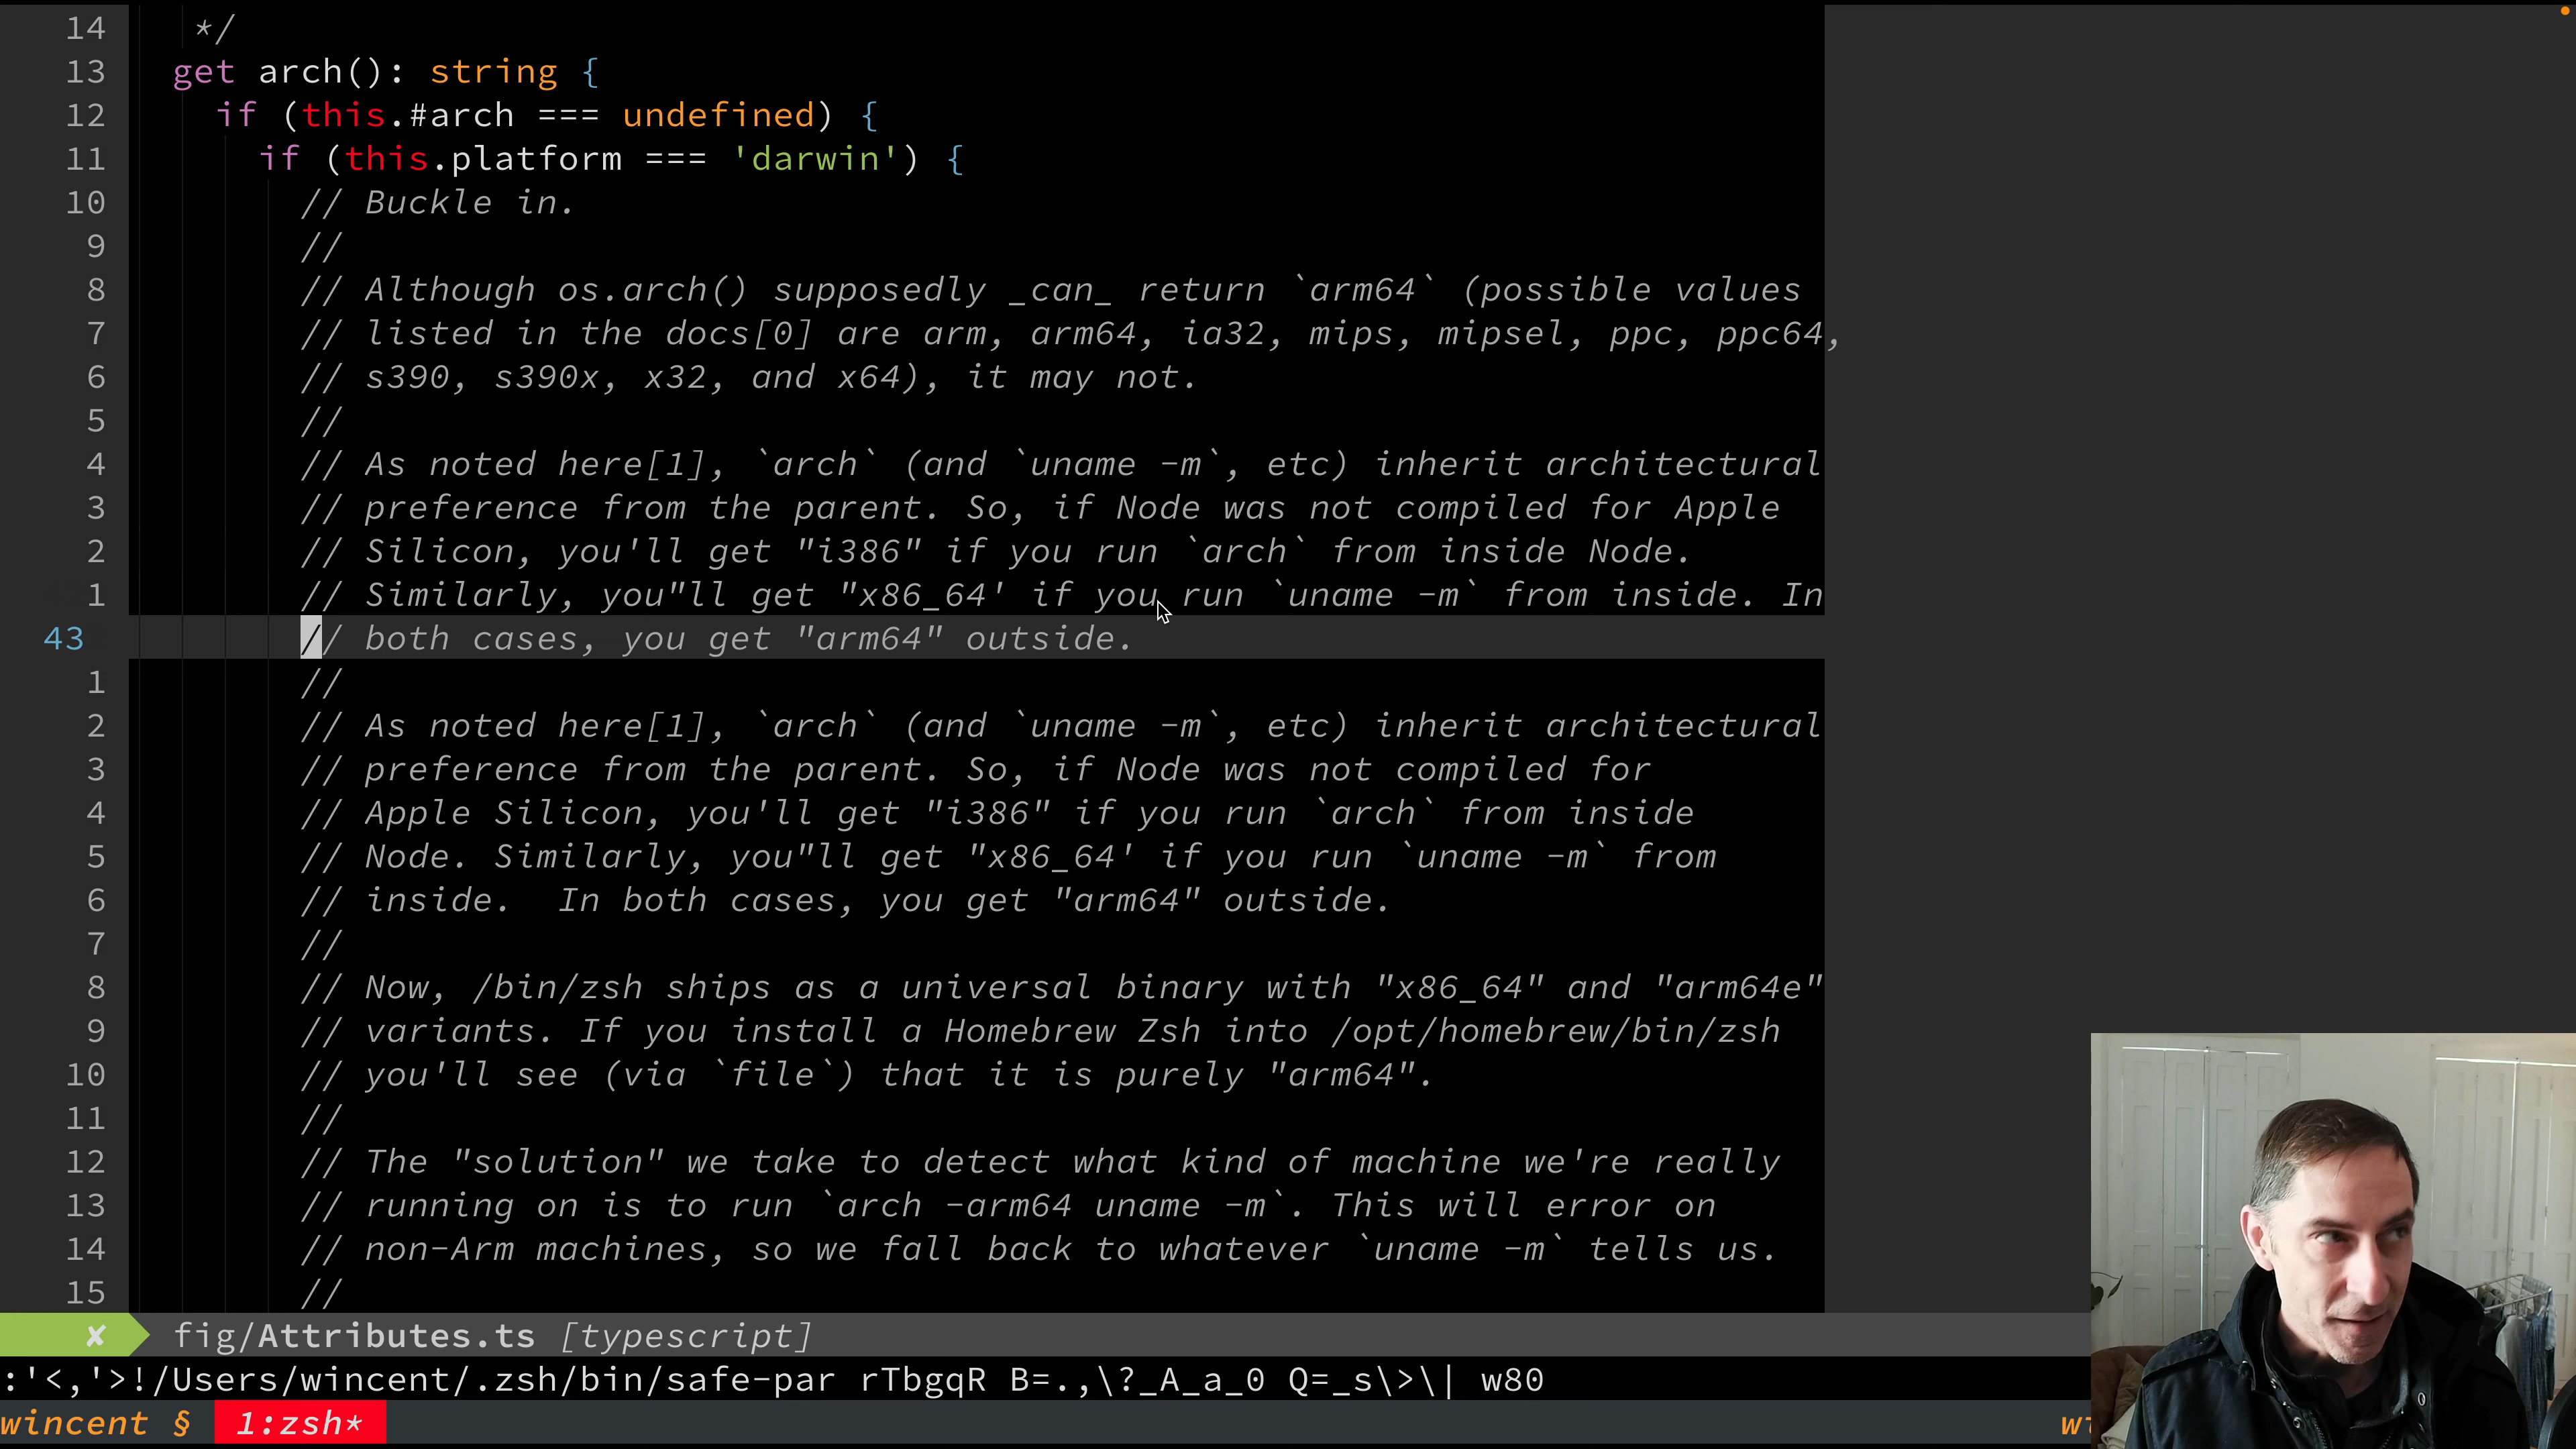 14 */
13 get arch(): string {
12 if (this.#arch === undefined) {
11 if (this.platform === 'darwin') {
10 // Buckle in.
9 //
8 // Although os.arch() supposedly _can_ return `arm64` (possible values
7 // listed in the docs[0] are arm, arm64, ia32, mips, mipsel, ppc, ppc64,
6 // s390, s390x, x32, and x64), it may not.
5 //
4 // As noted here[1], `arch` (and `uname -m`, etc) inherit architectural
3 // preference from the parent. So, if Node was not compiled for Apple
2 // Silicon, you'll get "i386" if you run `arch` from inside Node.
1 // Similarly, you"ll get "x86_64' if you run `uname -m` from inside. In
43 // both cases, you get "arm64" outside.
1 //
2 // As noted here[1], `arch` (and `uname -m`, etc) inherit architectural
3 // preference from the parent. So, if Node was not compiled for
4 // Apple Silicon, you'll get "i386" if you run `arch` from inside
5 // Node. Similarly, you"ll get "x86_64' if you run `uname -m` from
6 // inside.  In both cases, you get "arm64" outside.
7 //
8 // Now, /bin/zsh ships as a universal binary with "x86_64" and "arm64e"
9 // variants. If you install a Homebrew Zsh into /opt/homebrew/bin/zsh
10 // you'll see (via `file`) that it is purely "arm64".
11 //
12 // The "solution" we take to detect what kind of machine we're really
13 // running on is to run `arch -arm64 uname -m`. This will error on
14 // non-Arm machines, so we fall back to whatever `uname -m` tells us.
15 //
✘ fig/Attributes.ts [typescript]
:'<,'>!/Users/wincent/.zsh/bin/safe-par rTbgqR B=.,\?_A_a_0 Q=_s\>\| w80
wincent § 1:zsh*